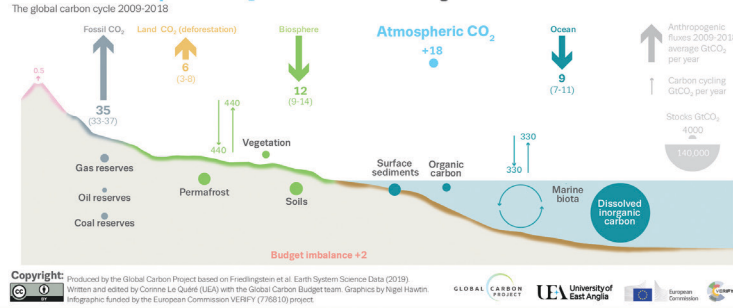 The global carbon cycle 2009-2018
Fossil CO2
Land CO2 (deforestation)
Biosphere
Atmospheric CO2
+18
Ocean
Anthropogenic
fluxes 2009-2018
average GtCO2
per year
Carbon cycling
GtCO2 per year
Stocks GtCO2
4000
140,000
0.5
35
(33-37)
6
(3-8)
12
(9-14)
9
(7-11)
440
440
330
330
Vegetation
Gas reserves
Oil reserves
Coal reserves
Permafrost
Soils
Surface
sediments
Organic
carbon
Marine
biota
Dissolved
inorganic
carbon
Budget imbalance +2
Copyright: Produced by the Global Carbon Project based on Friedlingstein et al. Earth System Science Data (2019).
Written and edited by Corinne Le Quéré (UEA) with the Global Carbon Budget team. Graphics by Nigel Hawtin.
Infographic funded by the European Commission VERIFY (776810) project.
cc
BY
GLOBAL CARBON
PROJECT
UEA University of
East Anglia
European
Commission
VERIFY